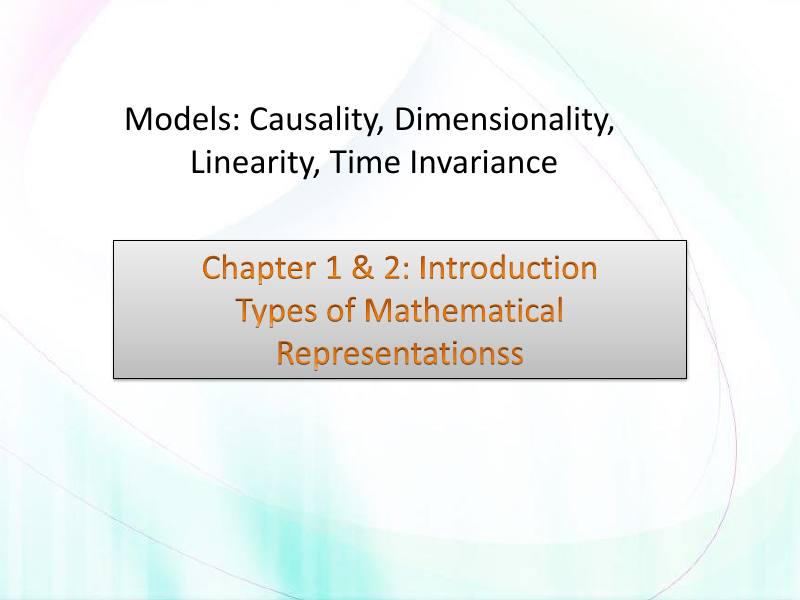 Models: Causality, Dimensionality,
Linearity, Time Invariance
Chapter 1 & 2: Introduction
Types of Mathematical
Representationss